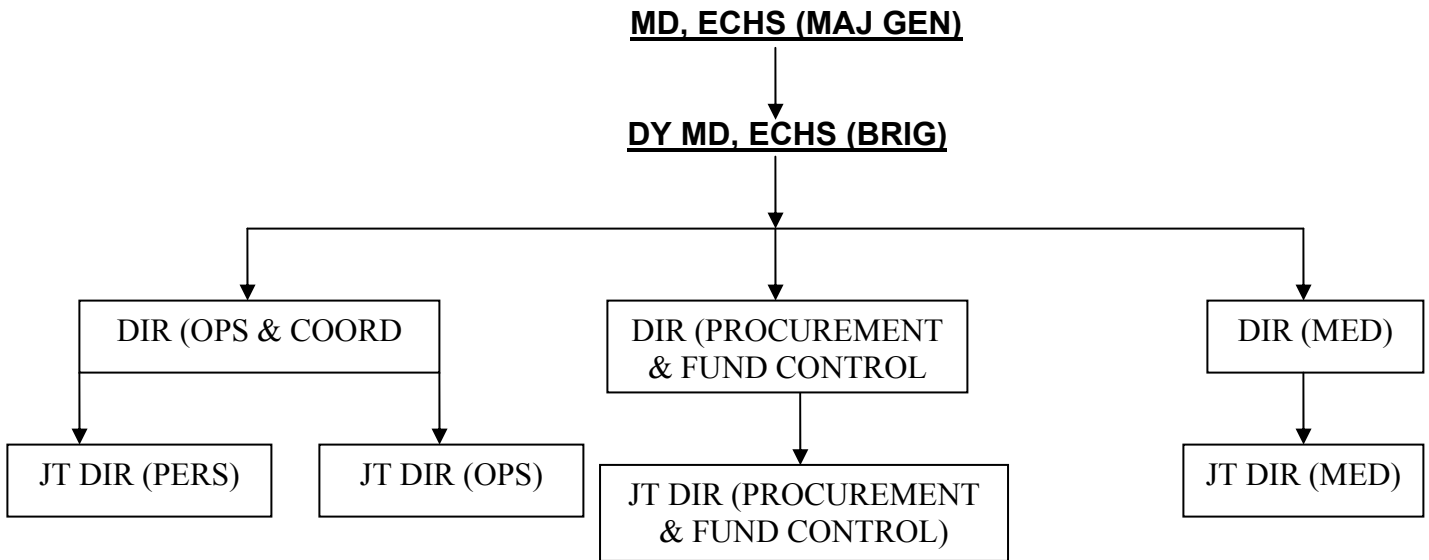 MD, ECHS (MAJ GEN)
DY MD, ECHS (BRIG)
DIR (OPS & COORD
DIR (PROCUREMENT
& FUND CONTROL
DIR (MED)
JT DIR (PERS)
JT DIR (OPS)
JT DIR (PROCUREMENT
& FUND CONTROL)
JT DIR (MED)